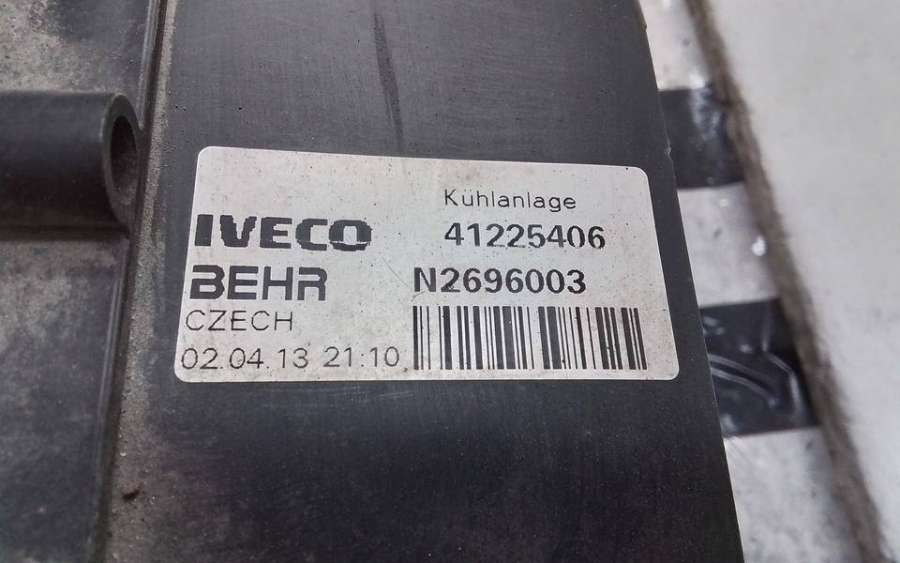 Kühlanlage
IVECO 41225406
BEHR N2696003
CZECH
02.04.13 21:10